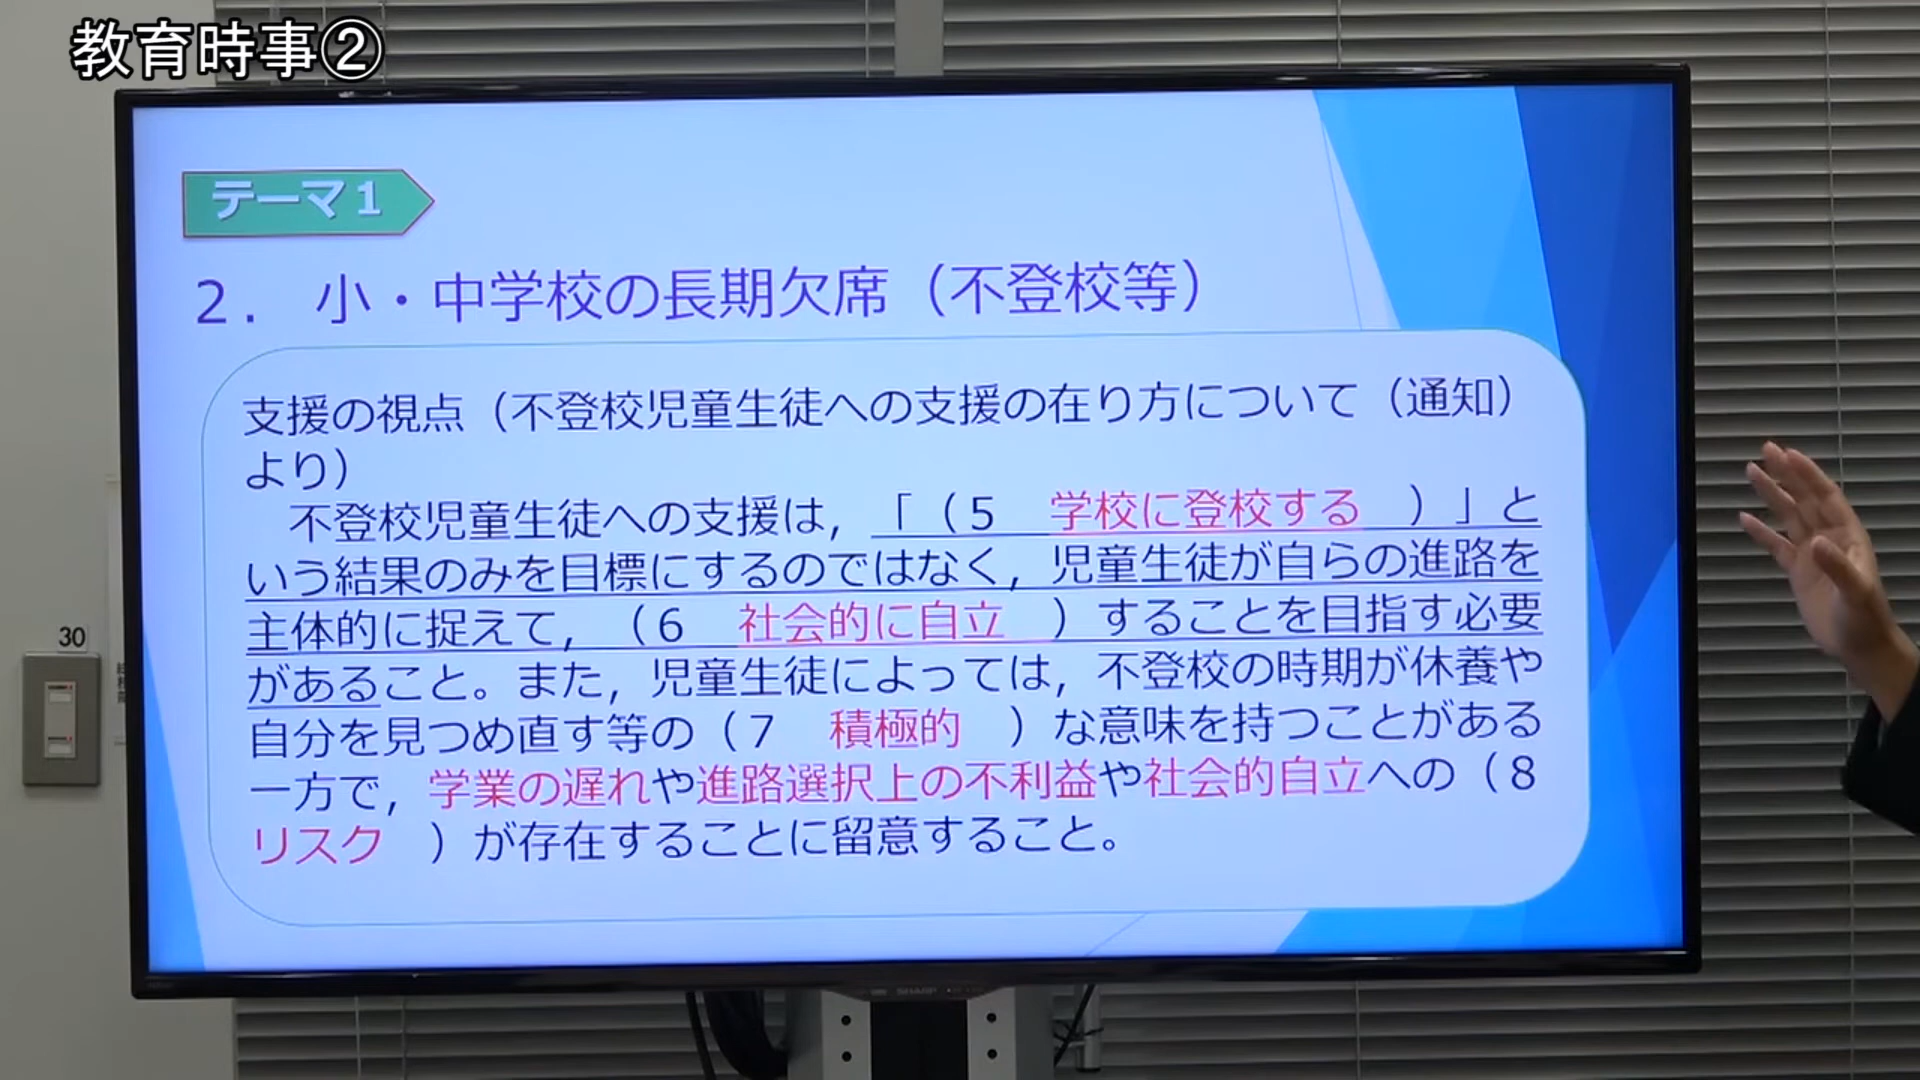 教育時事②
テーマ１
２． 小・中学校の長期欠席（不登校等）
支援の視点（不登校児童生徒への支援の在り方について（通知）
より）
不登校児童生徒への支援は，「（５　学校に登校する　）」と
いう結果のみを目標にするのではなく，児童生徒が自らの進路を
主体的に捉えて，（６　社会的に自立　）することを目指す必要
があること。また，児童生徒によっては，不登校の時期が休養や
自分を見つめ直す等の（７　積極的　）な意味を持つことがある
一方で，学業の遅れや進路選択上の不利益や社会的自立への（８
リスク　）が存在することに留意すること。
30
SHARP